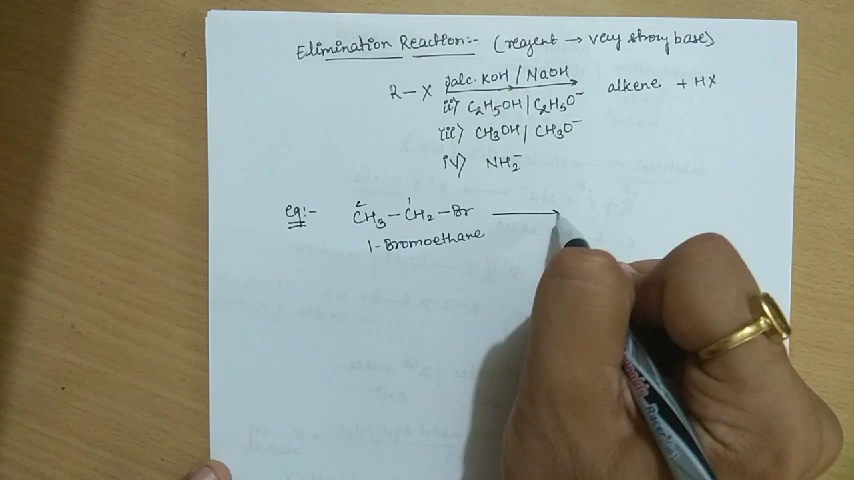 Elimination Reaction:- (reagent → very strong base)
R-X i) alc. KOH / NaOH → alkene + HX
ii) C2H5OH / C2H5O⁻
iii) CH3OH / CH3O⁻
iv) NH2⁻
eg:- ²CH3-¹CH2-Br →
1-Bromoethane